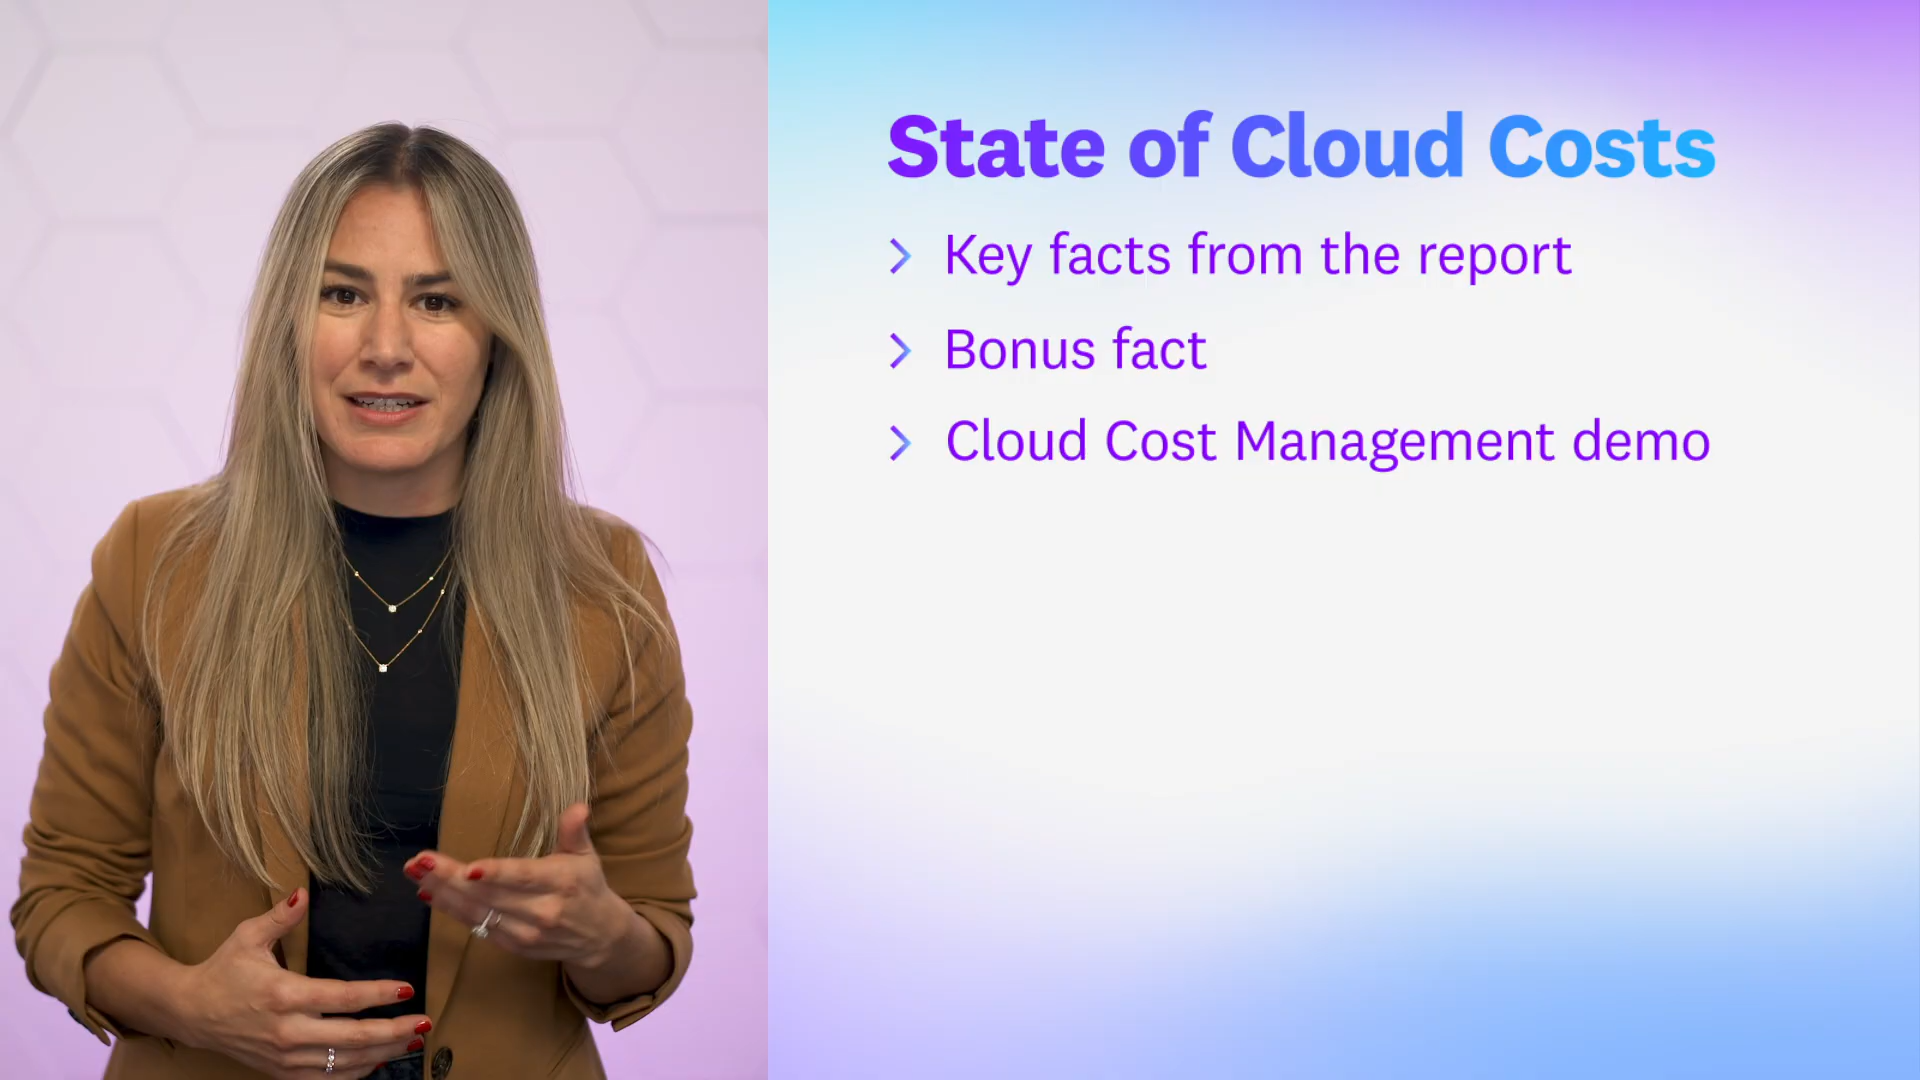 State of Cloud Costs
Key facts from the report
Bonus fact
Cloud Cost Management demo